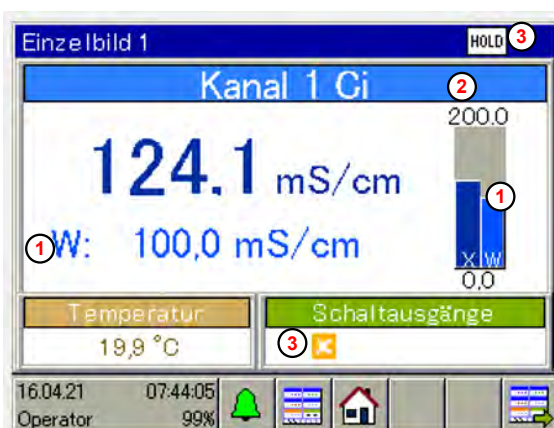 Einzelbild 1 HOLD 3
Kanal 1 Ci 2
200.0
124.1 mS/cm
1
1 W: 100,0 mS/cm
X W
0,0
Temperatur Schaltausgänge
19,9 °C 3
16.04.21 07:44:05
Operator 99%